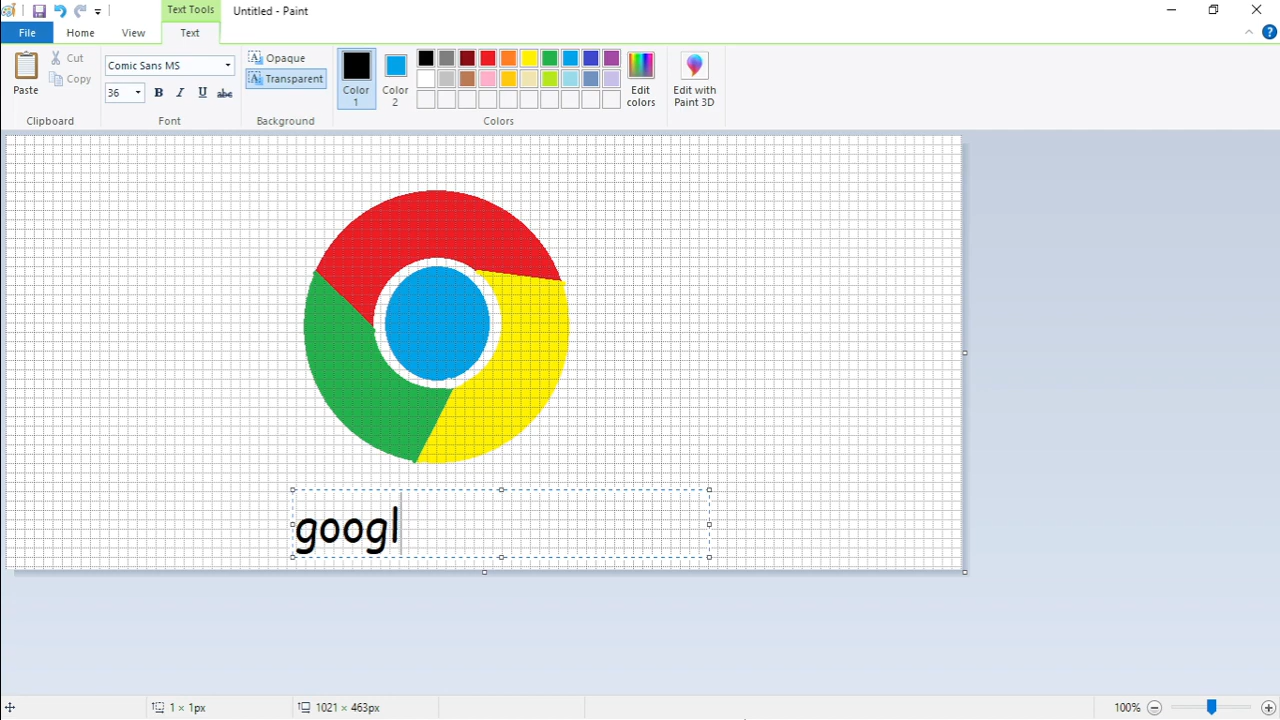 Text Tools
Untitled - Paint
File
Home
View
Text
Paste
Cut
Copy
Clipboard
Comic Sans MS
36
B
I
U
abc
Font
Opaque
Transparent
Background
Color 1
Color 2
Colors
Edit colors
Edit with Paint 3D
googl
1 × 1px
1021 × 463px
100%